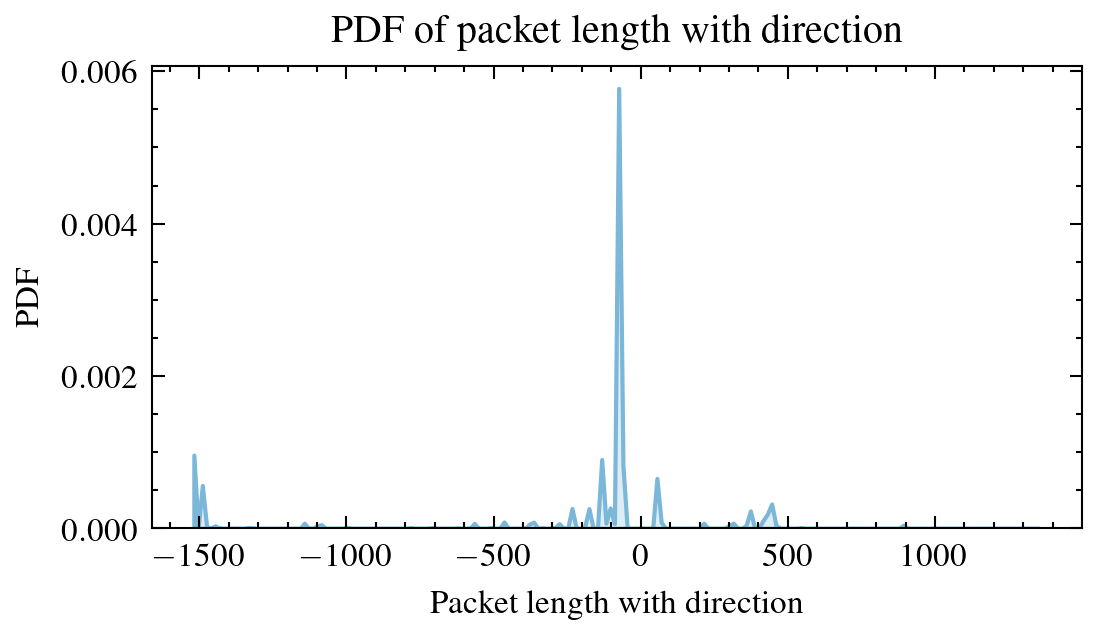 PDF of packet length with direction
0.006
0.004
0.002
0.000
PDF
−1500 −1000 −500 0 500 1000
Packet length with direction